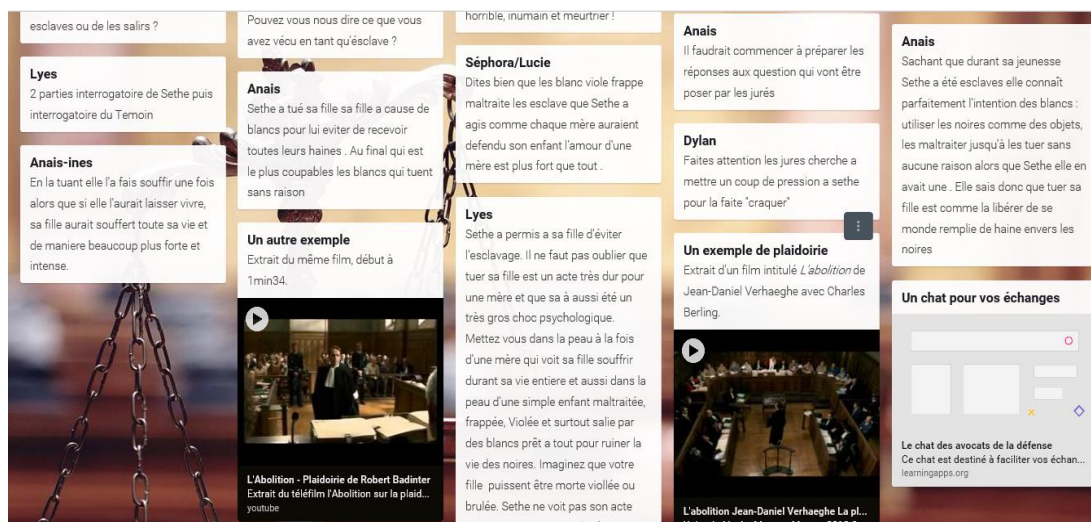 esclaves ou de les salirs ?
Lyes
2 parties interrogatoire de Sethe puis
interrogatoire du Temoin
Anais-ines
En la tuant elle l'a fais souffir une fois
alors que si elle l'aurait laisser vivre,
sa fille aurait souffert toute sa vie et
de maniere beaucoup plus forte et
intense.
Pouvez vous nous dire ce que vous
avez vécu en tant qu'ésclave ?
Anais
Sethe a tué sa fille sa fille a cause de
blancs pour lui eviter de recevoir
toutes leurs haines . Au final qui est
le plus coupables les blancs qui tuent
sans raison
Un autre exemple
Extrait du même film, début à
1min34.
L'Abolition - Plaidoirie de Robert Badinter
Extrait du téléfilm l'Abolition sur la plaid...
youtube
horrible, inumain et meurtrier !
Séphora/Lucie
Dites bien que les blanc viole frappe
maltraite les esclave que Sethe a
agis comme chaque mère auraient
defendu son enfant l'amour d'une
mère est plus fort que tout .
Lyes
Sethe a permis a sa fille d'éviter
l'esclavage. Il ne faut pas oublier que
tuer sa fille est un acte très dur pour
une mère et que sa à aussi été un
très gros choc psychologique.
Mettez vous dans la peau à la fois
d'une mère qui voit sa fille souffrir
durant sa vie entiere et aussi dans la
peau d'une simple enfant maltraitée,
frappée, Violée et surtout salie par
des blancs prêt a tout pour ruiner la
vie des noires. Imaginez que votre
fille puissent être morte viollée ou
brulée. Sethe ne voit pas son acte
Anais
Il faudrait commencer à préparer les
réponses aux question qui vont être
poser par les jurés
Dylan
Faites attention les jures cherche a
mettre un coup de pression a sethe
pour la faite "craquer"
Un exemple de plaidoirie
Extrait d'un film intitulé L'abolition de
Jean-Daniel Verhaeghe avec Charles
Berling.
L'abolition Jean-Daniel Verhaeghe La pl...
Anais
Sachant que durant sa jeunesse
Sethe a été esclaves elle connaît
parfaitement l'intention des blancs :
utiliser les noires comme des objets,
les maltraiter jusqu'à les tuer sans
aucune raison alors que Sethe elle en
avait une . Elle sais donc que tuer sa
fille est comme la libérer de se
monde remplie de haine envers les
noires
Un chat pour vos échanges
Le chat des avocats de la défense
Ce chat est destiné à faciliter vos échan...
learningapps.org